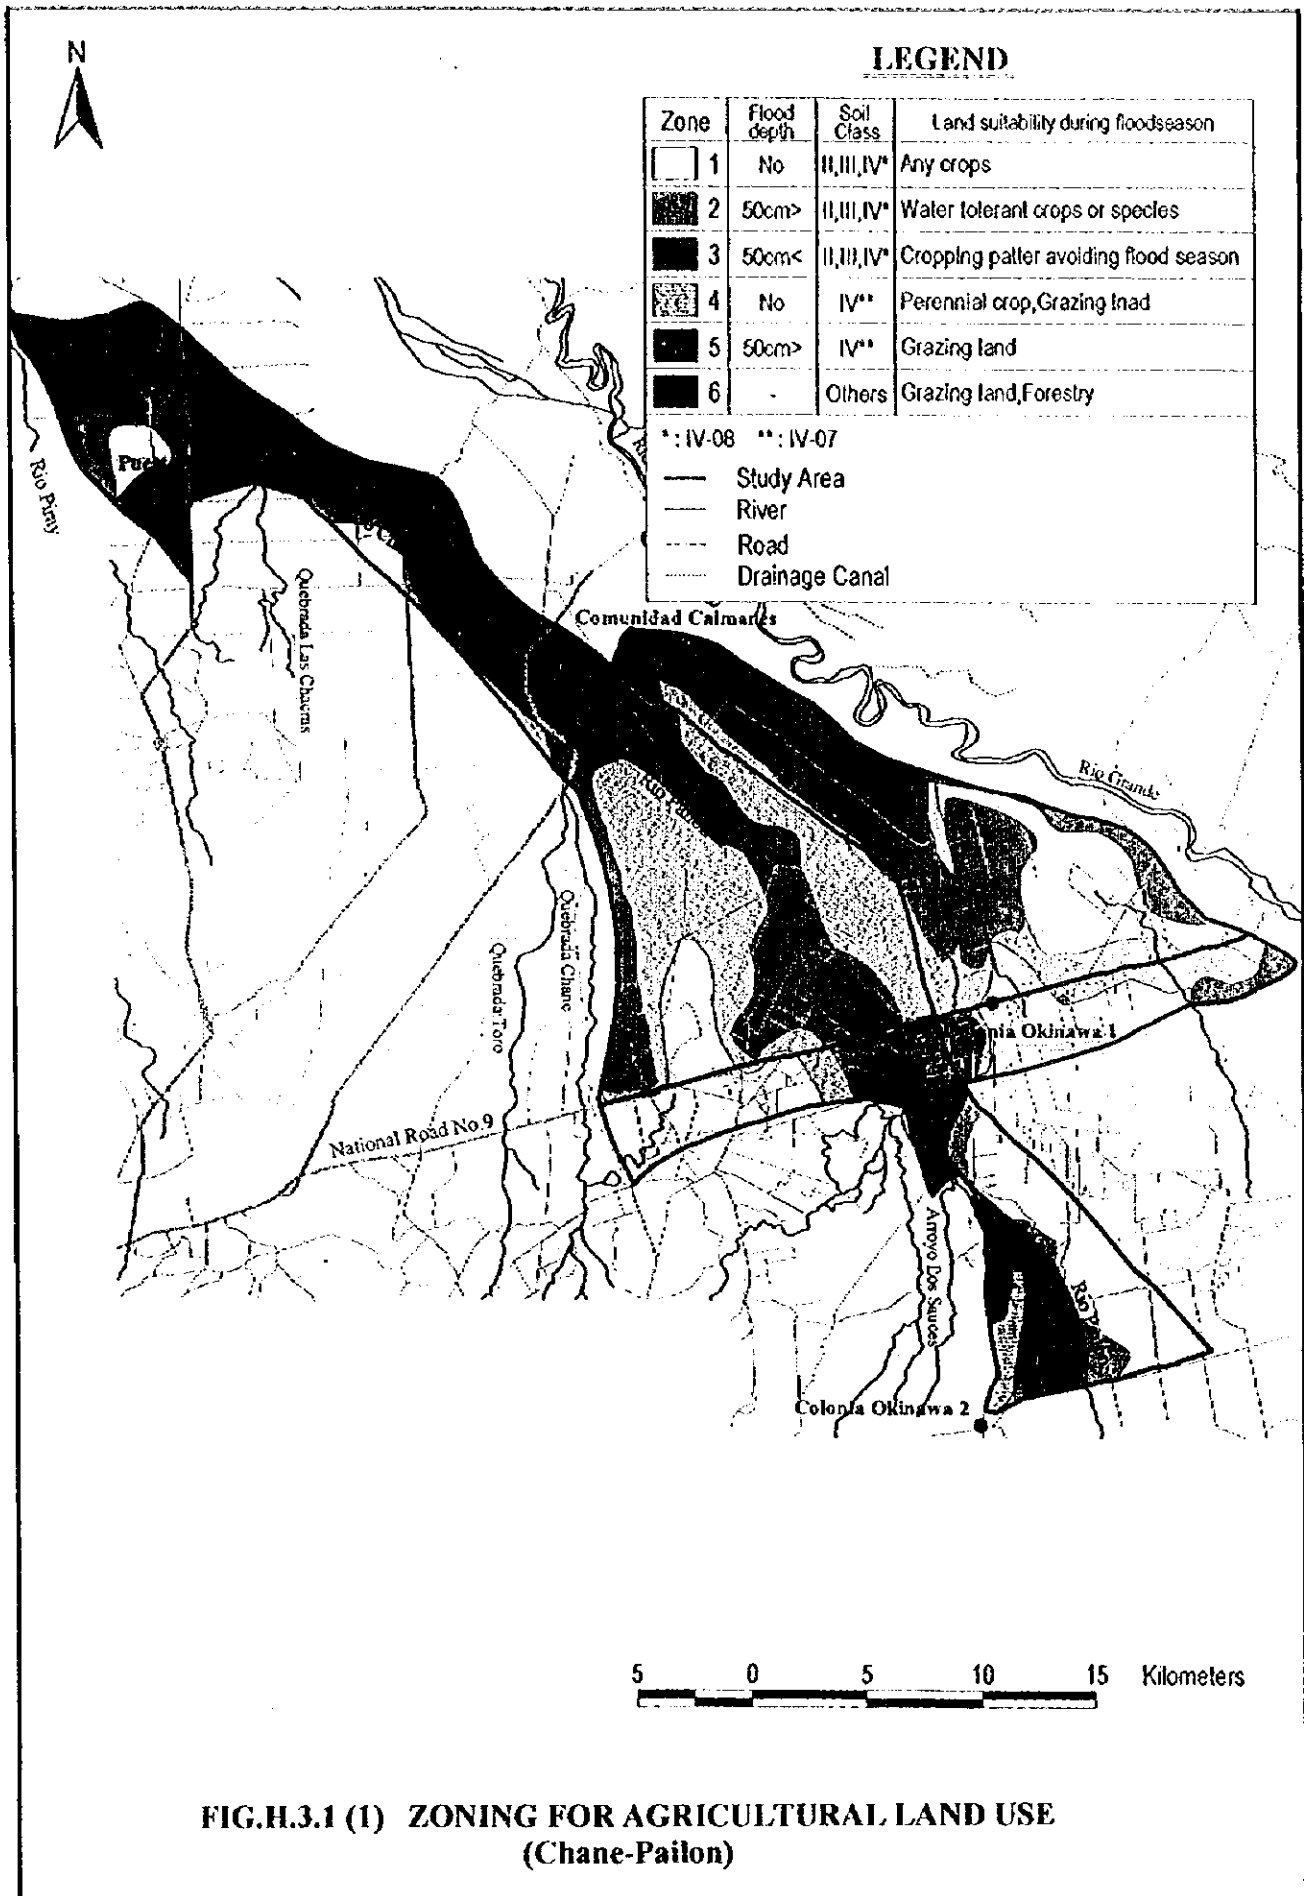 N
LEGEND
Zone Flood depth Soil Class Land suitability during floodseason
1 No II,III,IV* Any crops
2 50cm> II,III,IV* Water tolerant crops or species
3 50cm< II,III,IV* Cropping patter avoiding flood season
4 No IV** Perennial crop,Grazing lnad
5 50cm> IV** Grazing land
6 - Others Grazing land,Forestry
*: IV-08 **: IV-07
Study Area
River
Road
Drainage Canal
Rio Piray
Quebrada Las Chacras
Comunidad Caimanes
Rio Grande
Quebrada Chane
Quebrada Toro
Okinawa 1
National Road No 9
Arroyo Los Sauces
Colonia Okinawa 2
5 0 5 10 15 Kilometers
FIG.H.3.1 (1) ZONING FOR AGRICULTURAL LAND USE
(Chane-Pailon)